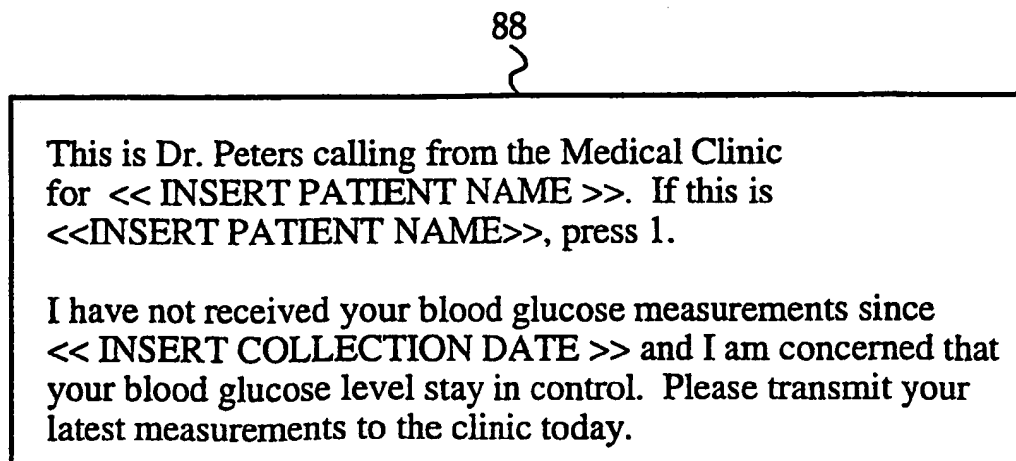 88
This is Dr. Peters calling from the Medical Clinic
for << INSERT PATIENT NAME >>. If this is
<<INSERT PATIENT NAME>>, press 1.
I have not received your blood glucose measurements since
<< INSERT COLLECTION DATE >> and I am concerned that
your blood glucose level stay in control. Please transmit your
latest measurements to the clinic today.